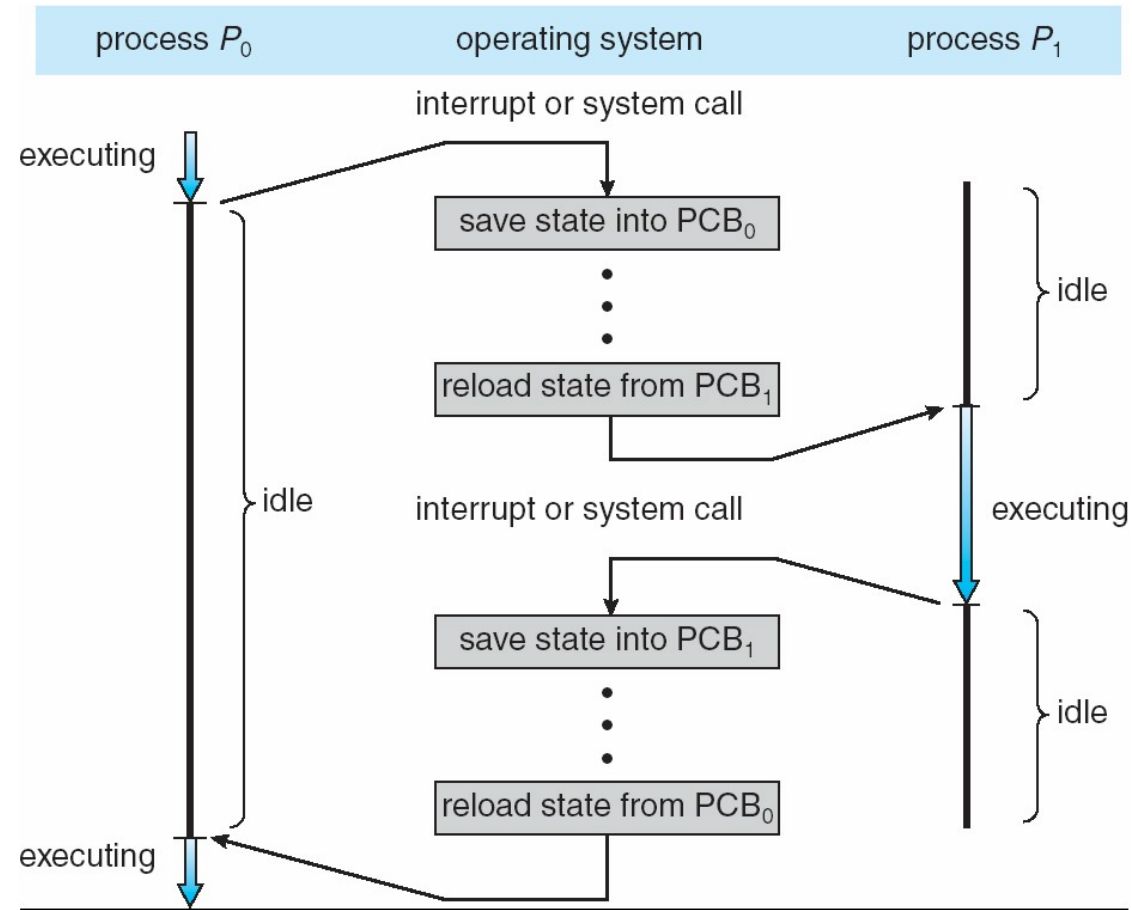 process P₀ operating system process P₁
interrupt or system call
executing
save state into PCB₀
idle
reload state from PCB₁
idle
interrupt or system call
executing
save state into PCB₁
idle
reload state from PCB₀
executing